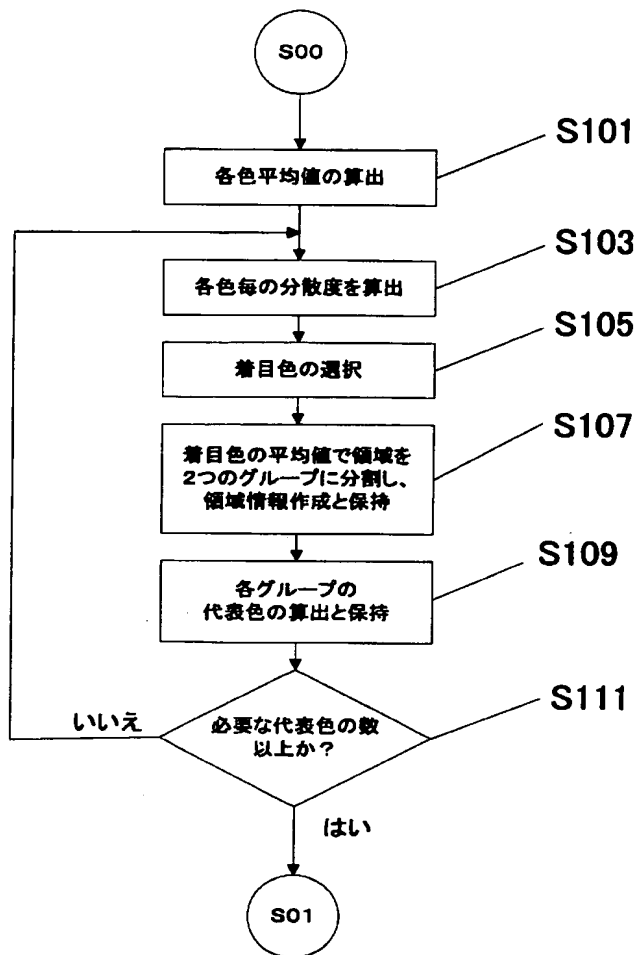 S00
S101
各色平均値の算出
S103
各色毎の分散度を算出
S105
着目色の選択
S107
着目色の平均値で領域を
2つのグループに分割し、
領域情報作成と保持
S109
各グループの
代表色の算出と保持
S111
いいえ
必要な代表色の数
以上か？
はい
S01